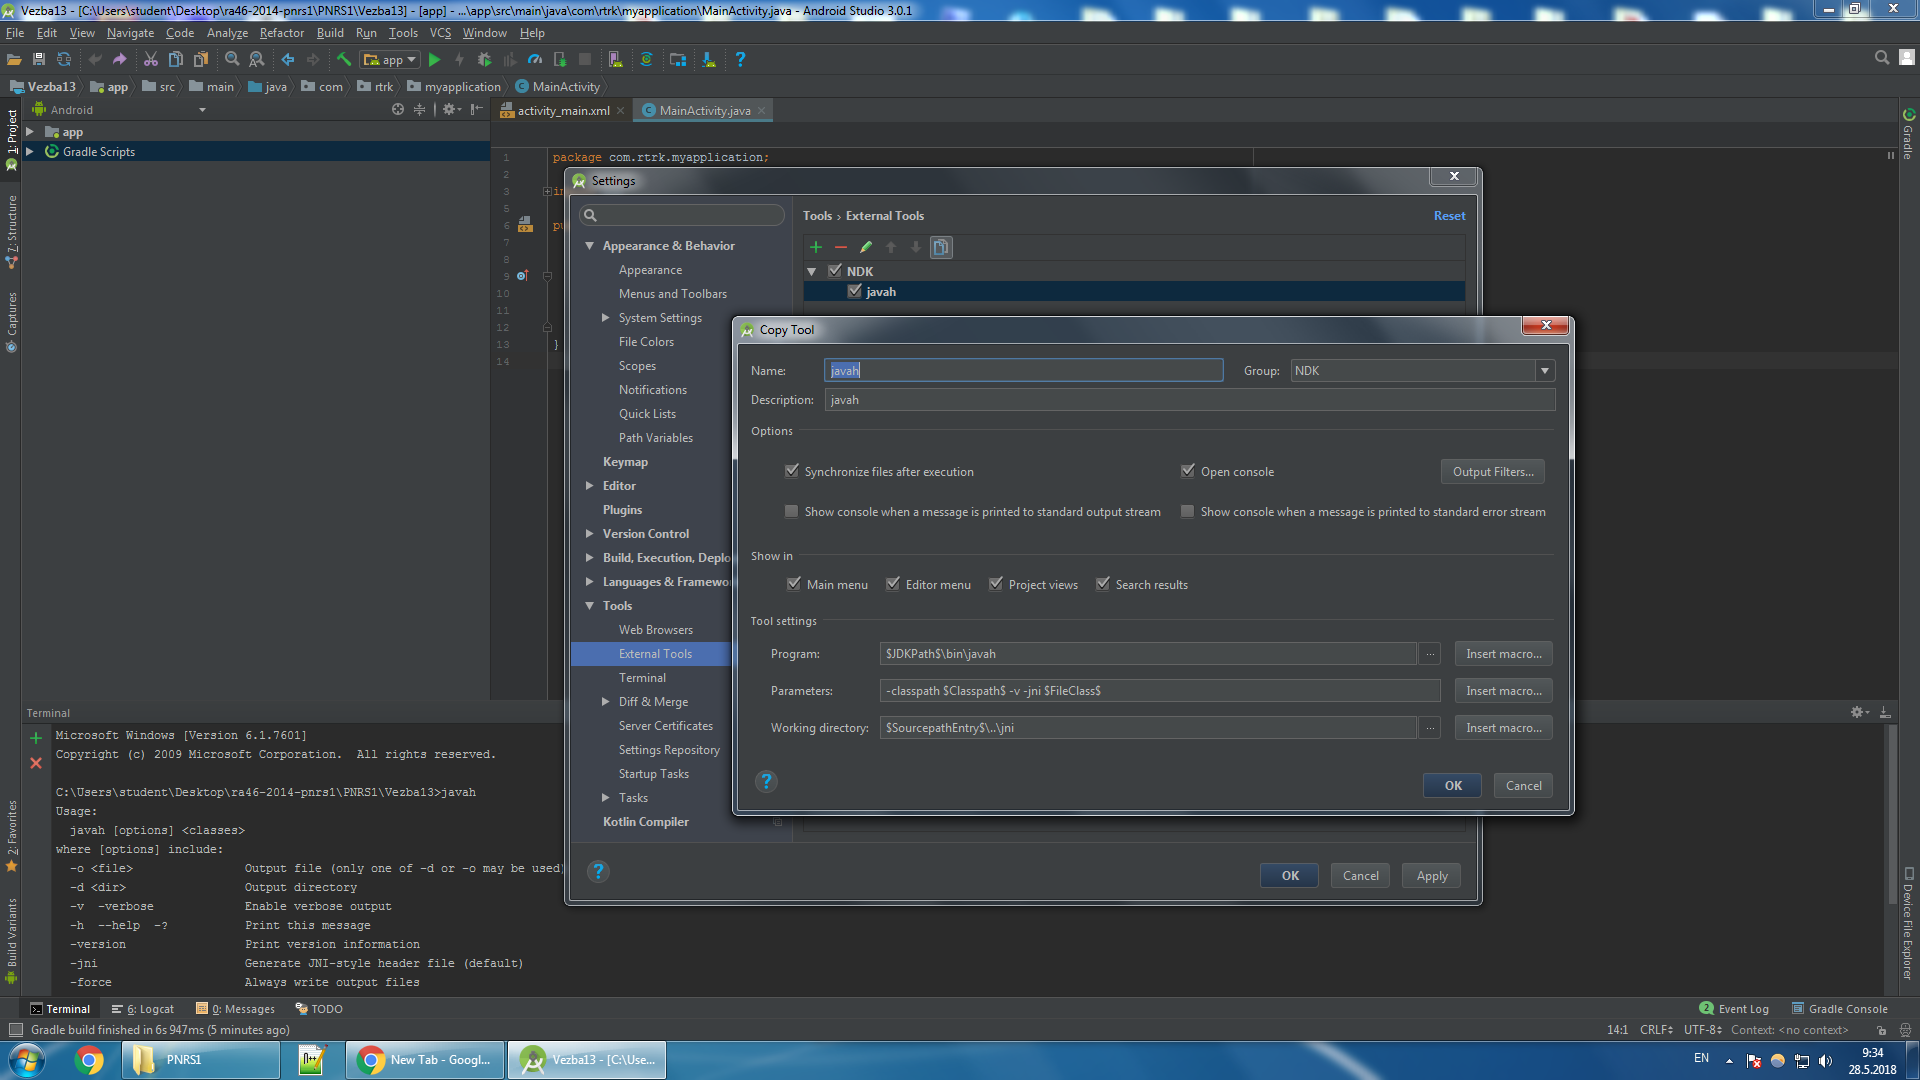 Vezba13 - [C:\Users\student\Desktop\ra46-2014-pnrs1\PNRS1\Vezba13] - [app] - ...\app\src\main\java\com\rtrk\myapplication\MainActivity.java - Android Studio 3.0.1
File Edit View Navigate Code Analyze Refactor Build Run Tools VCS Window Help
app
Vezba13 app src main java com rtrk myapplication MainActivity
Android
activity_main.xml MainActivity.java
app
Gradle Scripts
1: Project
7: Structure
Captures
2: Favorites
Build Variants
Gradle
Device File Explorer
1 package com.rtrk.myapplication;
2
3
5
6
7
8
9
10
11
12
13 }
14
Settings
Appearance & Behavior
Appearance
Menus and Toolbars
System Settings
File Colors
Scopes
Notifications
Quick Lists
Path Variables
Keymap
Editor
Plugins
Version Control
Build, Execution, Deplo
Languages & Framewo
Tools
Web Browsers
External Tools
Terminal
Diff & Merge
Server Certificates
Settings Repository
Startup Tasks
Tasks
Kotlin Compiler
Tools › External Tools Reset
NDK
javah
OK Cancel Apply
Copy Tool
Name: javah Group: NDK
Description: javah
Options
Synchronize files after execution Open console Output Filters...
Show console when a message is printed to standard output stream Show console when a message is printed to standard error stream
Show in
Main menu Editor menu Project views Search results
Tool settings
Program: $JDKPath$\bin\javah ... Insert macro...
Parameters: -classpath $Classpath$ -v -jni $FileClass$ Insert macro...
Working directory: $SourcepathEntry$\..\jni ... Insert macro...
OK Cancel
Terminal
Microsoft Windows [Version 6.1.7601]
Copyright (c) 2009 Microsoft Corporation.  All rights reserved.
C:\Users\student\Desktop\ra46-2014-pnrs1\PNRS1\Vezba13>javah
Usage:
javah [options] <classes>
where [options] include:
-o <file> Output file (only one of -d or -o may be used)
-d <dir> Output directory
-v --verbose Enable verbose output
-h --help -? Print this message
-version Print version information
-jni Generate JNI-style header file (default)
-force Always write output files
Terminal 6: Logcat 0: Messages TODO 2 Event Log Gradle Console
Gradle build finished in 6s 947ms (5 minutes ago) 14:1 CRLF UTF-8 Context: <no context>
PNRS1 New Tab - Googl... Vezba13 - [C:\Use... EN 9:34
28.5.2018